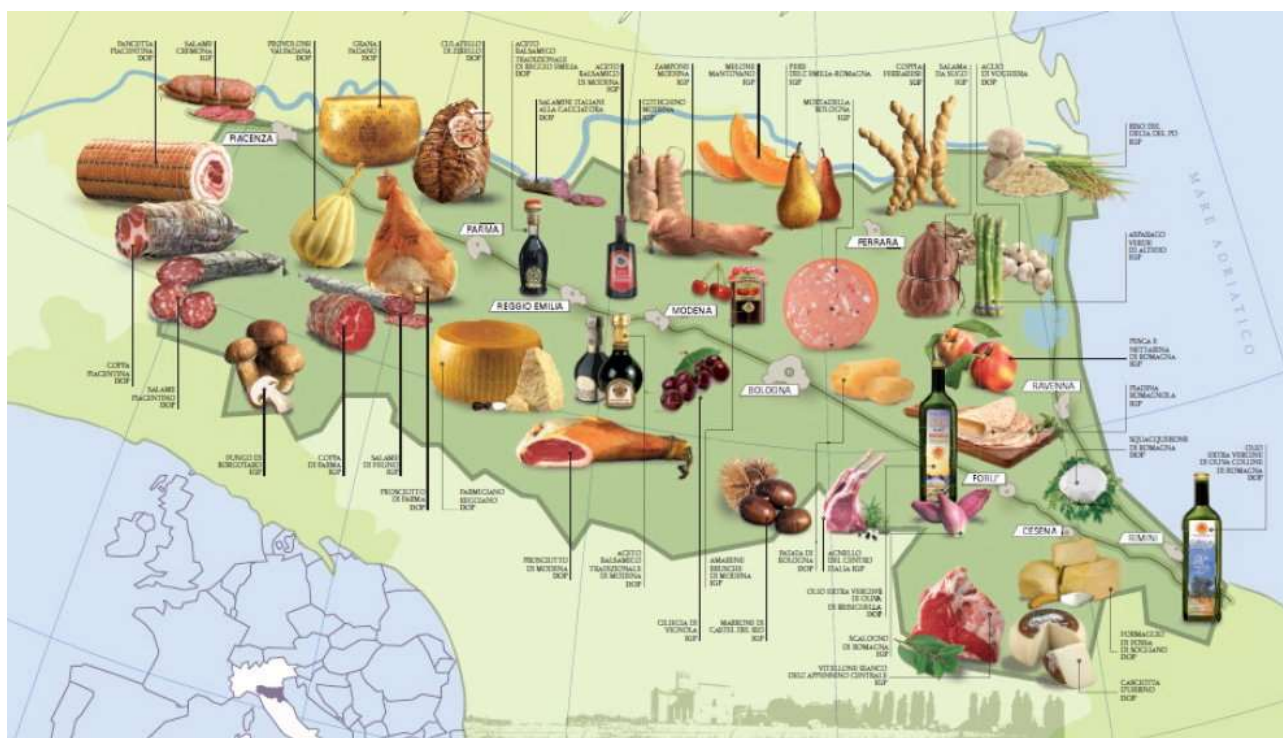 PANCETTA
PIACENTINA
DOP
SALAME
CREMONA
IGP
PROVOLONE
VALPADANA
DOP
GRANA
PADANO
DOP
CULATELLO
DI ZIBELLO
DOP
ACETO
BALSAMICO
TRADIZIONALE
DI REGGIO EMILIA
DOP
SALAMINI ITALIANI
ALLA CACCIATORA
DOP
ACETO
BALSAMICO
DI MODENA
IGP
ZAMPONE
MODENA
IGP
COTECHINO
MODENA
IGP
MELONE
MANTOVANO
IGP
PERE
DELL'EMILIA-ROMAGNA
IGP
MORTADELLA
BOLOGNA
IGP
COPPIA
FERRARESE
IGP
SALAMA
DA SUGO
IGP
AGLIO
DI VOGHIERA
DOP
RISO DEL
DELTA DEL PO
IGP
MARE ADRIATICO
ASPARAGO
VERDE
DI ALTEDO
IGP
PIACENZA
PARMA
REGGIO EMILIA
MODENA
FERRARA
BOLOGNA
RAVENNA
FORLI'
CESENA
RIMINI
PESCA E
NETTARINA
DI ROMAGNA
IGP
PIADINA
ROMAGNOLA
IGP
SQUACQUERONE
DI ROMAGNA
DOP
OLIO
EXTRA VERGINE
DI OLIVA COLLINE
DI ROMAGNA
DOP
COPPA
PIACENTINA
DOP
SALAME
PIACENTINO
DOP
FUNGO DI
BORGOTARO
IGP
COPPA
DI PARMA
IGP
SALAME
DI FELINO
IGP
PROSCIUTTO
DI PARMA
DOP
PARMIGIANO
REGGIANO
DOP
PROSCIUTTO
DI MODENA
DOP
ACETO
BALSAMICO
TRADIZIONALE
DI MODENA
DOP
CILIEGIA DI
VIGNOLA
IGP
AMARENE
BRUSCHE
DI MODENA
IGP
MARRONE DI
CASTEL DEL RIO
IGP
PATATA DI
BOLOGNA
DOP
AGNELLO
DEL CENTRO
ITALIA IGP
OLIO EXTRA VERGINE
DI OLIVA
DI BRISIGHELLA
DOP
SCALOGNO
DI ROMAGNA
IGP
VITELLONE BIANCO
DELL'APPENNINO CENTRALE
IGP
FORMAGGIO
DI FOSSA
DI SOGLIANO
DOP
CASCIOTTA
D'URBINO
DOP